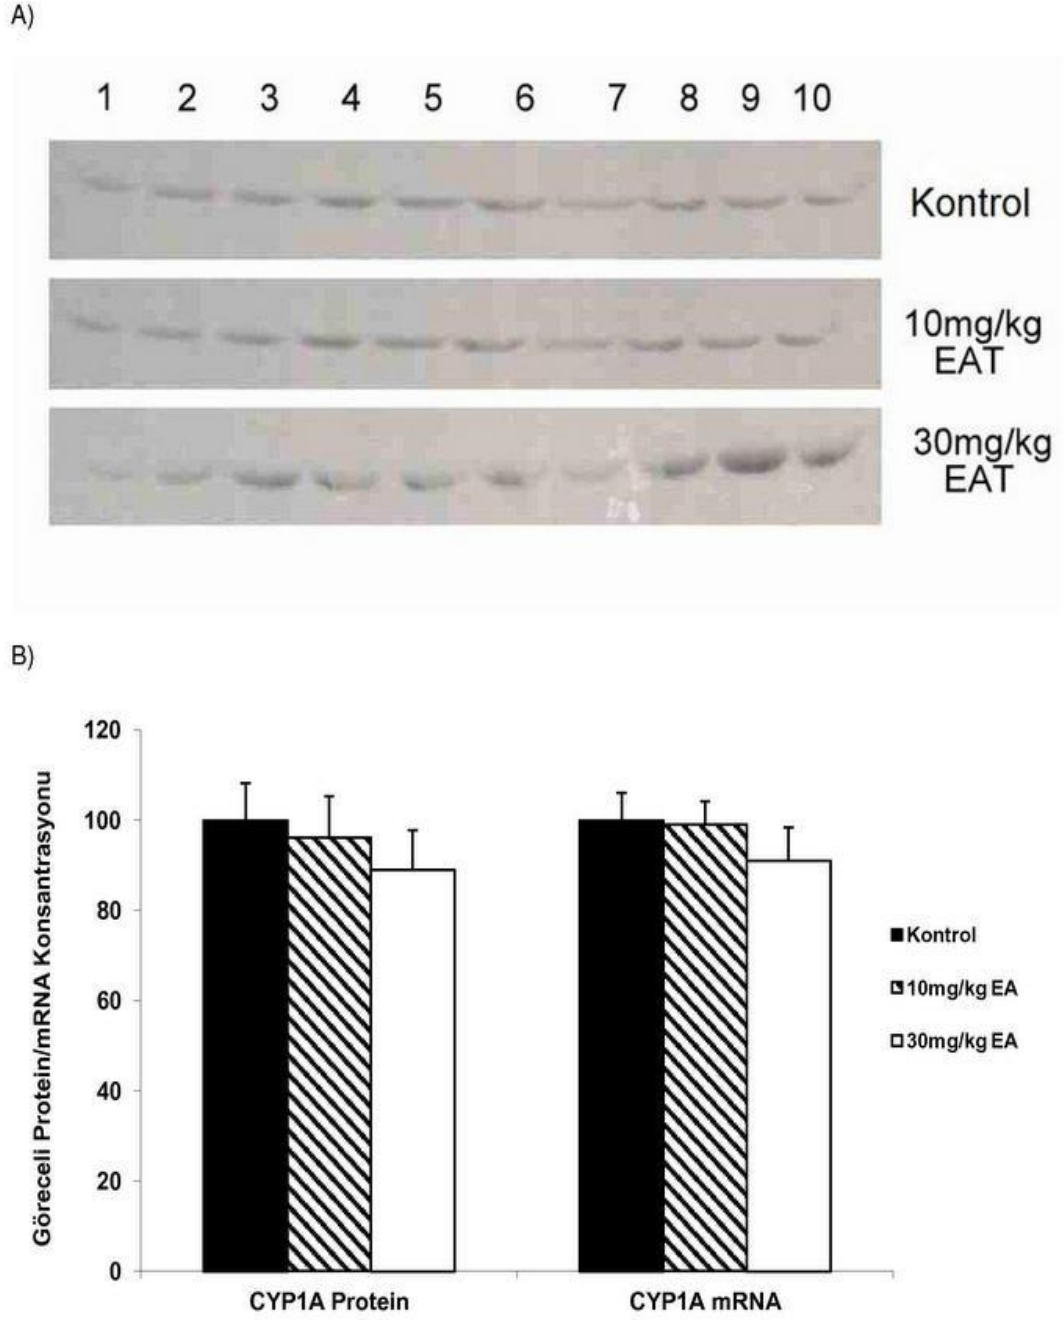 A)
1 2 3 4 5 6 7 8 9 10
Kontrol
10mg/kg
EAT
30mg/kg
EAT
B)
Göreceli Protein/mRNA Konsantrasyonu
120
100
80
60
40
20
0
CYP1A Protein CYP1A mRNA
Kontrol
10mg/kg EA
30mg/kg EA